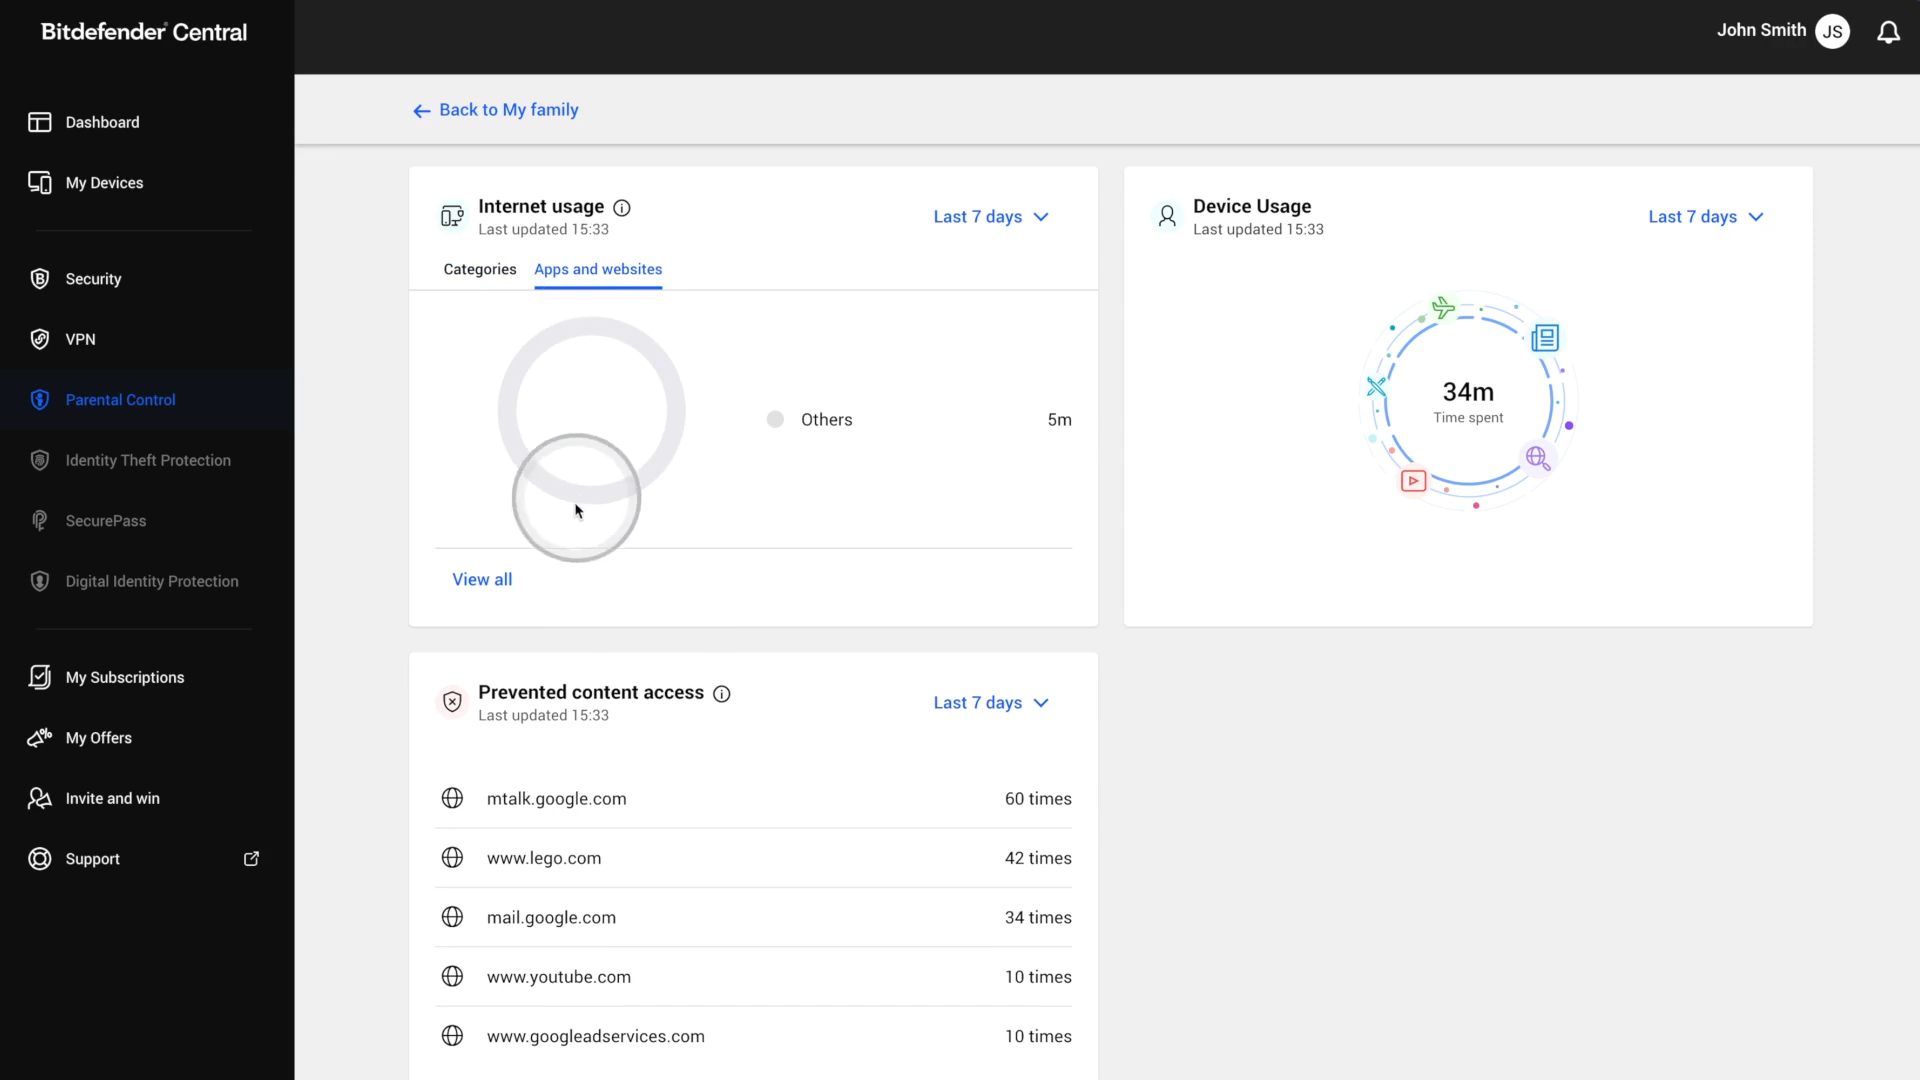 Bitdefender Central
John Smith JS
Dashboard
My Devices
Security
VPN
Parental Control
Identity Theft Protection
SecurePass
Digital Identity Protection
My Subscriptions
My Offers
Invite and win
Support
Back to My family
Internet usage
Last updated 15:33
Last 7 days
Categories Apps and websites
Others 5m
View all
Device Usage
Last updated 15:33
Last 7 days
34m
Time spent
Prevented content access
Last updated 15:33
Last 7 days
mtalk.google.com 60 times
www.lego.com 42 times
mail.google.com 34 times
www.youtube.com 10 times
www.googleadservices.com 10 times